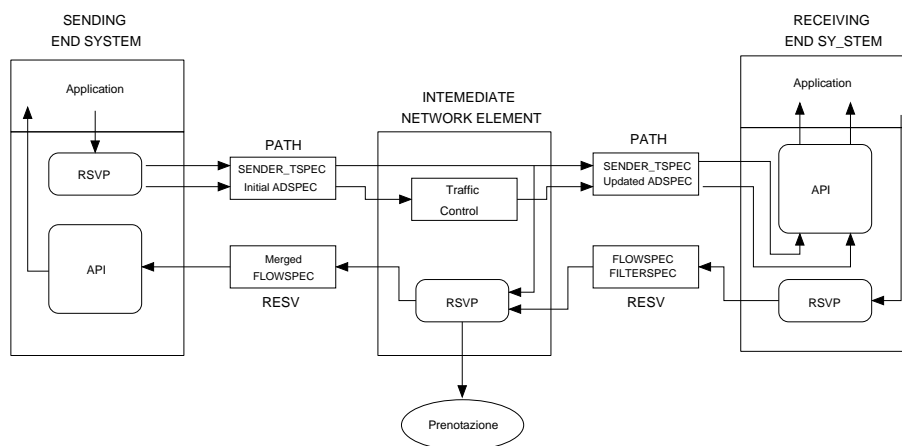 SENDING
END SYSTEM
RECEIVING
END SY_STEM
Application
INTEMEDIATE
NETWORK ELEMENT
Application
PATH
PATH
RSVP
SENDER_TSPEC
Initial ADSPEC
Traffic
Control
SENDER_TSPEC
Updated ADSPEC
API
API
Merged
FLOWSPEC
RESV
RSVP
FLOWSPEC
FILTERSPEC
RESV
RSVP
Prenotazione